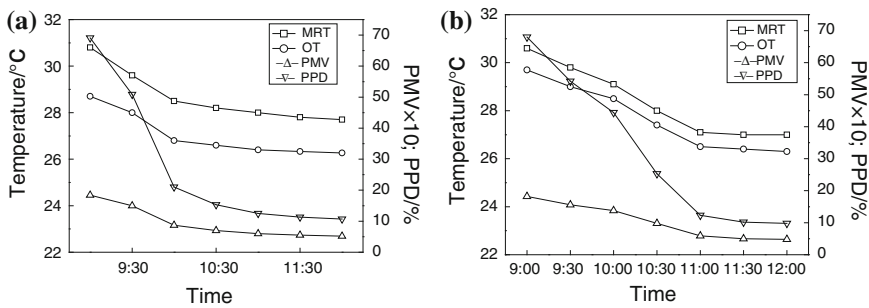 (a)
Temperature/°C
32
30
28
26
24
22
9:30 10:30 11:30
Time
70
60
50
40
30
20
10
0
PMV×10; PPD/%
MRT
OT
PMV
PPD
(b)
Temperature/°C
32
30
28
26
24
22
9:00 9:30 10:00 10:30 11:00 11:30 12:00
Time
70
60
50
40
30
20
10
0
PMV×10; PPD/%
MRT
OT
PMV
PPD